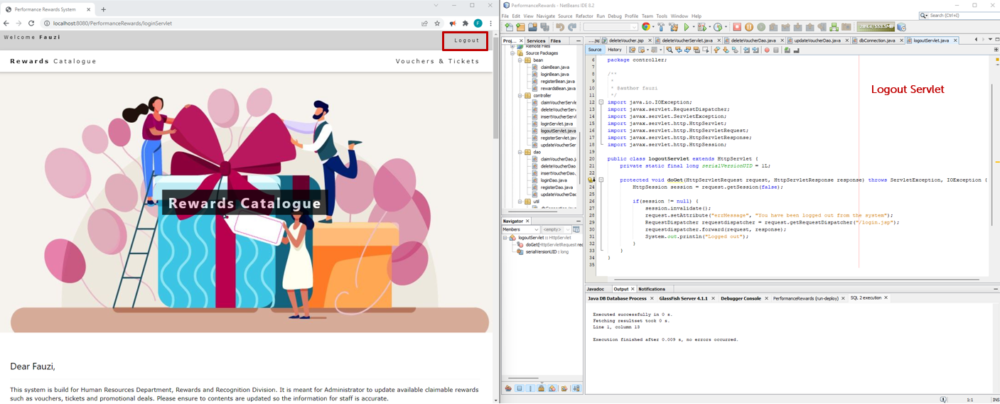 Performance Rewards System
localhost:8080/PerformanceRewards/loginServlet
F
Welcome Fauzi
Logout
Rewards Catalogue
Vouchers & Tickets
Rewards Catalogue
Dear Fauzi,
This system is build for Human Resources Department, Rewards and Recognition Division. It is meant for Administrator to update available claimable rewards
such as vouchers, tickets and promotional deals. Please ensure to contents are updated so the information for staff is accurate.
PerformanceRewards - NetBeans IDE 8.2
File Edit View Navigate Source Refactor Run Debug Profile Team Tools Window Help
Search (Ctrl+I)
Proj...
Services
Files
Remote Files
Source Packages
bean
claimBean.java
loginBean.java
registerBean.java
rewardsBean.java
controller
claimVoucherServle
deleteVoucherServ
insertVoucherServl
loginServlet.java
logoutServlet.java
registerServlet.jav
updateVoucherSer
dao
claimVoucherDao.j
deleteVoucherDao
insertVoucherDao.
loginDao.java
registerDao.java
updateVoucherDac
util
Navigator
Members
<empty>
logoutServlet :: HttpServlet
doGet(HttpServletRequest rec
serialVersionUID : long
deleteVoucher.jsp
deleteVoucherServlet.java
deleteVoucherDao.java
updateVoucherDao.java
dbConnection.java
logoutServlet.java
Source
History
6 package controller;
7
8 /**
9 *
10 * @author fauzi
11 */
12 import java.io.IOException;
13 import javax.servlet.RequestDispatcher;
14 import javax.servlet.ServletException;
15 import javax.servlet.http.HttpServlet;
16 import javax.servlet.http.HttpServletRequest;
17 import javax.servlet.http.HttpServletResponse;
18 import javax.servlet.http.HttpSession;
19
20 public class logoutServlet extends HttpServlet {
21 private static final long serialVersionUID = 1L;
22
protected void doGet(HttpServletRequest request, HttpServletResponse response) throws ServletException, IOException {
24 HttpSession session = request.getSession(false);
25
26 if(session != null) {
27 session.invalidate();
28 request.setAttribute("errMessage", "You have been logged out from the system");
29 RequestDispatcher requestdispatcher = request.getRequestDispatcher("/login.jsp");
30 requestdispatcher.forward(request, response);
31 System.out.println("Logged out");
32 }
33 }
34 }
35
Logout Servlet
Javadoc
Output
Notifications
Java DB Database Process
GlassFish Server 4.1.1
Debugger Console
PerformanceRewards (run-deploy)
SQL 2 execution
Executed successfully in 0 s.
Fetching resultset took 0 s.
Line 1, column 13
Execution finished after 0.009 s, no errors occurred.
1:1
INS